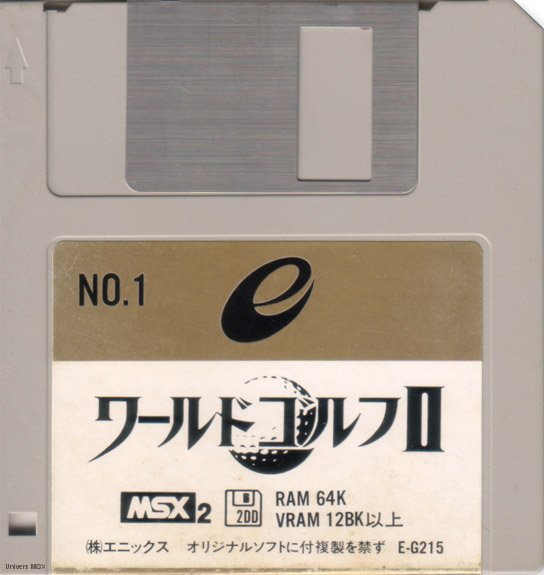 NO.1
e
ワールドゴルフII
MSX2
2DD
RAM 64K
VRAM 12BK以上
(株)エニックス オリジナルソフトに付複製を禁ず E-G215
Univers MSX